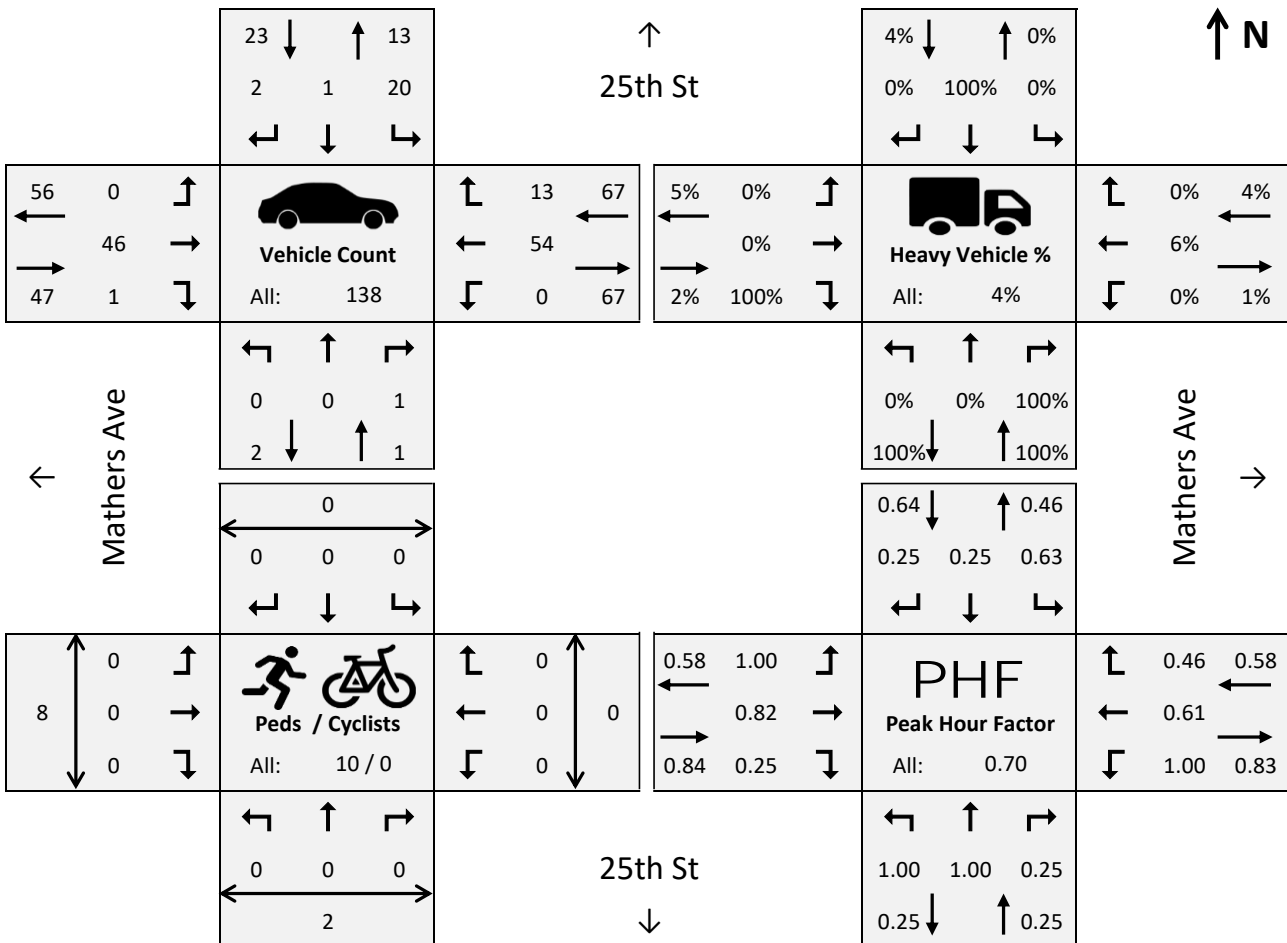 23 13 4% 0% N
25th St
2 1 20 0% 100% 0%
56 0 13 67 5% 0% 0% 4%
46 Vehicle Count 54 0% Heavy Vehicle % 6%
47 1 All: 138 0 67 2% 100% All: 4% 0% 1%
0 0 1 0% 0% 100%
2 1 100% 100%
Mathers Ave
Mathers Ave
0 0.64 0.46
0 0 0 0.25 0.25 0.63
0 0 0.58 1.00 PHF 0.46 0.58
8 0 Peds / Cyclists 0 0 0.82 Peak Hour Factor 0.61
0 All: 10 / 0 0 0.84 0.25 All: 0.70 1.00 0.83
0 0 0 1.00 1.00 0.25
25th St
2 0.25 0.25